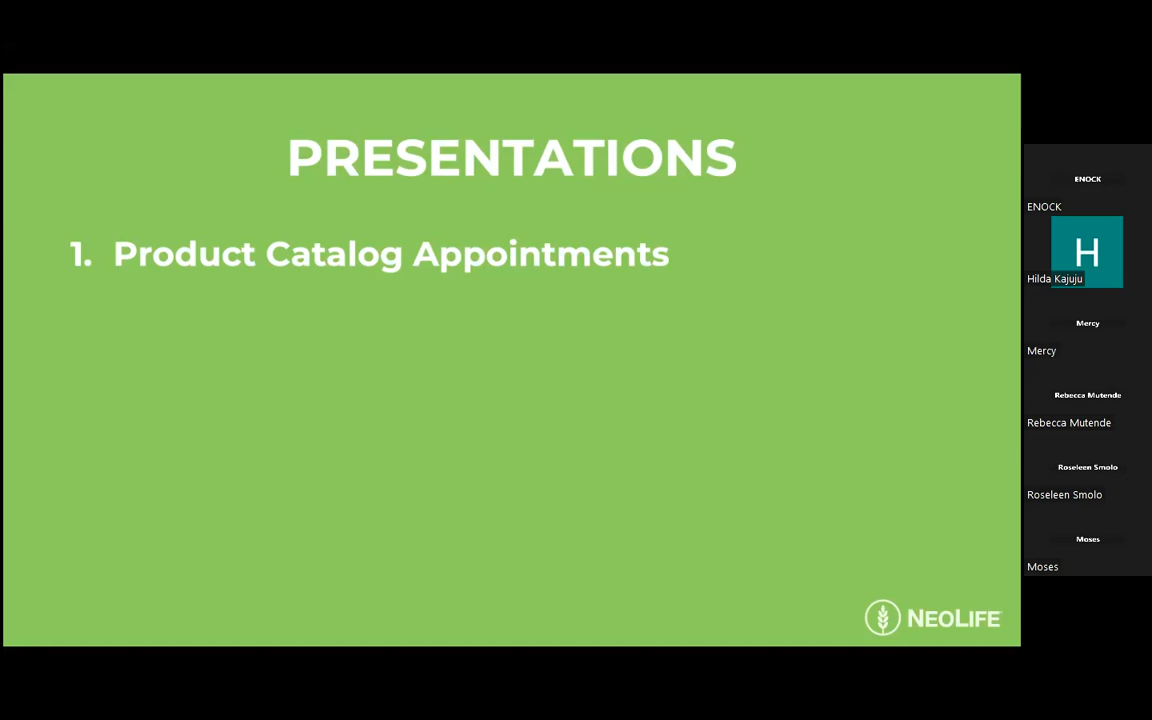 PRESENTATIONS
1. Product Catalog Appointments
NEOLIFE
ENOCK
ENOCK
H
Hilda Kajuju
Mercy
Mercy
Rebecca Mutende
Rebecca Mutende
Roseleen Smolo
Roseleen Smolo
Moses
Moses